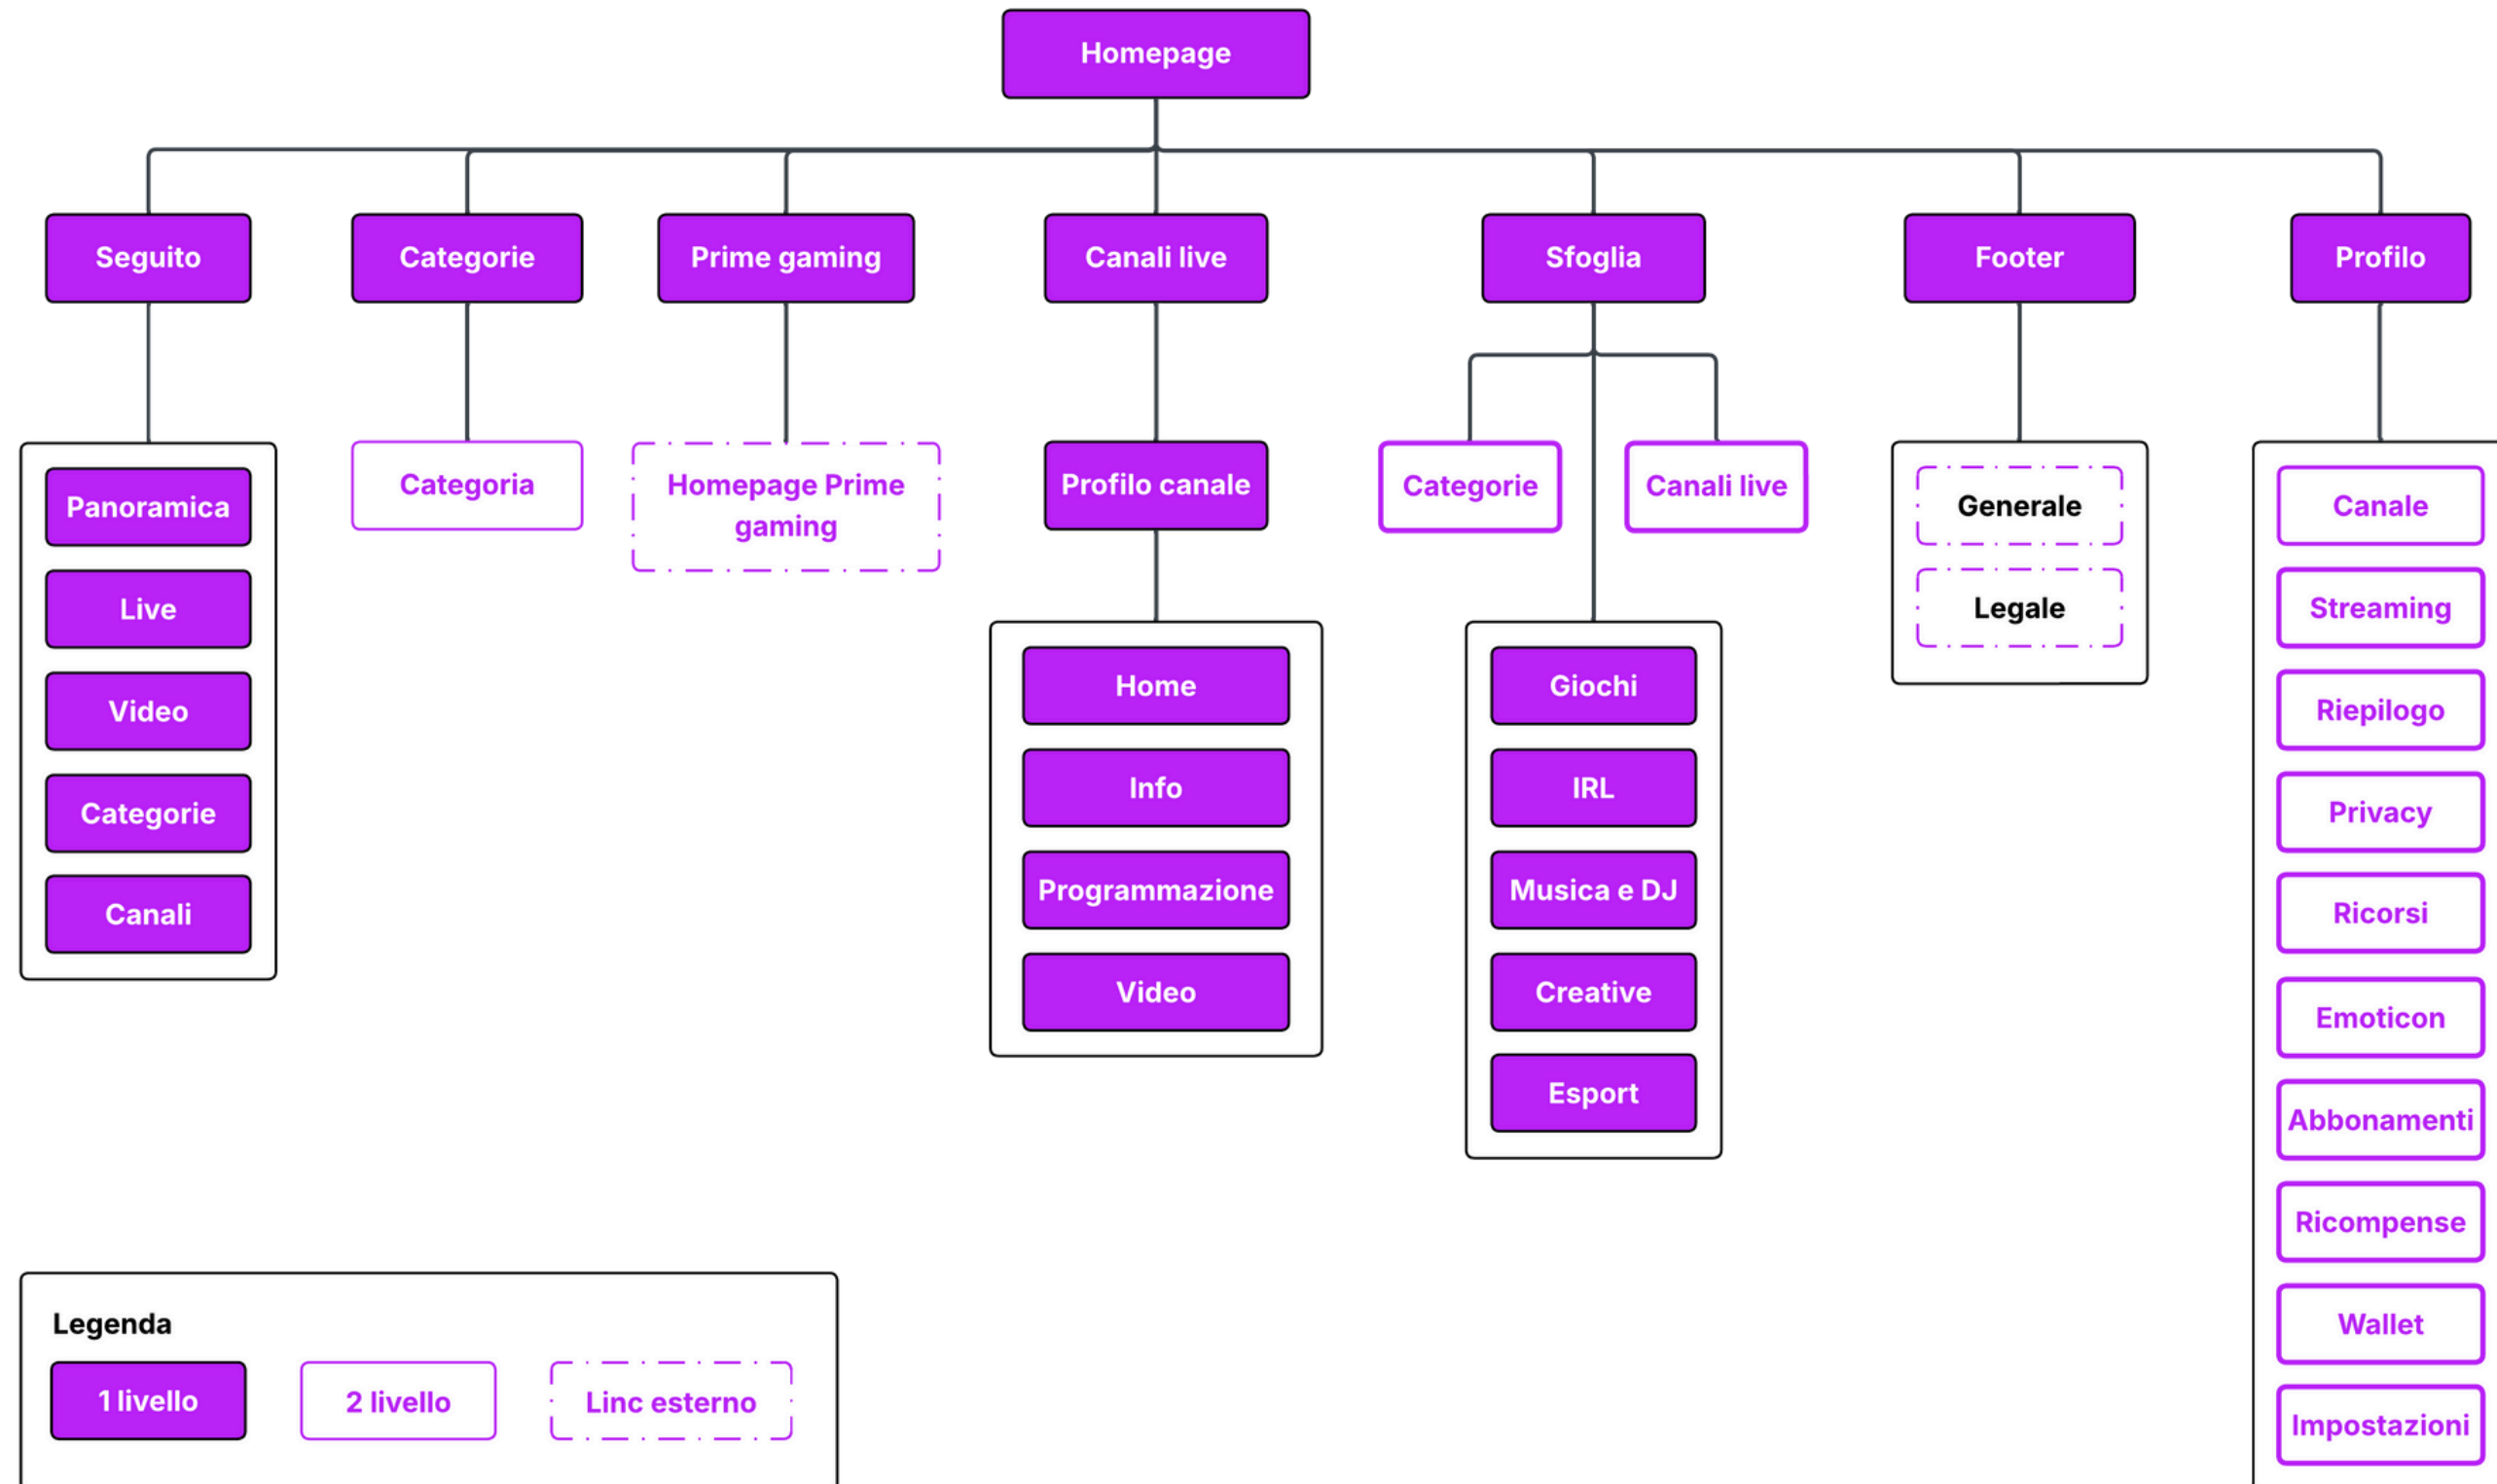 Homepage
Seguito
Categorie
Prime gaming
Canali live
Sfoglia
Footer
Profilo
Panoramica
Live
Video
Categorie
Canali
Categoria
Homepage Prime
gaming
Profilo canale
Home
Info
Programmazione
Video
Categorie
Canali live
Giochi
IRL
Musica e DJ
Creative
Esport
Generale
Legale
Canale
Streaming
Riepilogo
Privacy
Ricorsi
Emoticon
Abbonamenti
Ricompense
Wallet
Impostazioni
Legenda
1 livello
2 livello
Linc esterno